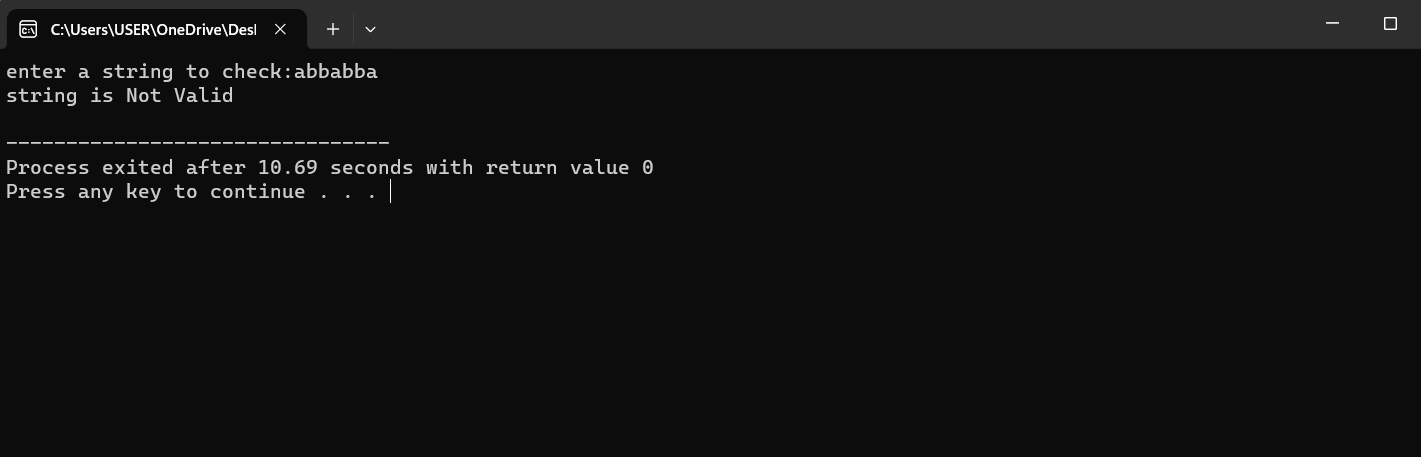 C:\Users\USER\OneDrive\Desl
enter a string to check:abbabba
string is Not Valid
--------------------------------
Process exited after 10.69 seconds with return value 0
Press any key to continue . . .